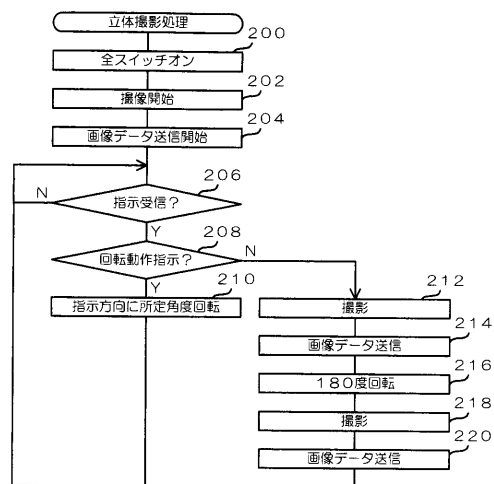 立体撮影処理
200
全スイッチオン
202
撮像開始
204
画像データ送信開始
206
N
指示受信？
Y
208
回転動作指示？
N
Y
210
指示方向に所定角度回転
212
撮影
214
画像データ送信
216
180度回転
218
撮影
220
画像データ送信